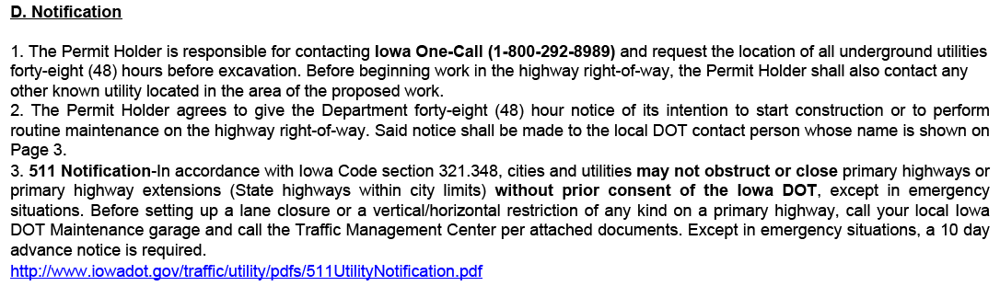 D. Notification
1. The Permit Holder is responsible for contacting Iowa One-Call (1-800-292-8989) and request the location of all underground utilities
forty-eight (48) hours before excavation. Before beginning work in the highway right-of-way, the Permit Holder shall also contact any
other known utility located in the area of the proposed work.
2. The Permit Holder agrees to give the Department forty-eight (48) hour notice of its intention to start construction or to perform
routine maintenance on the highway right-of-way. Said notice shall be made to the local DOT contact person whose name is shown on
Page 3.
3. 511 Notification-In accordance with Iowa Code section 321.348, cities and utilities may not obstruct or close primary highways or
primary highway extensions (State highways within city limits) without prior consent of the Iowa DOT, except in emergency
situations. Before setting up a lane closure or a vertical/horizontal restriction of any kind on a primary highway, call your local Iowa
DOT Maintenance garage and call the Traffic Management Center per attached documents. Except in emergency situations, a 10 day
advance notice is required.
http://www.iowadot.gov/traffic/utility/pdfs/511UtilityNotification.pdf